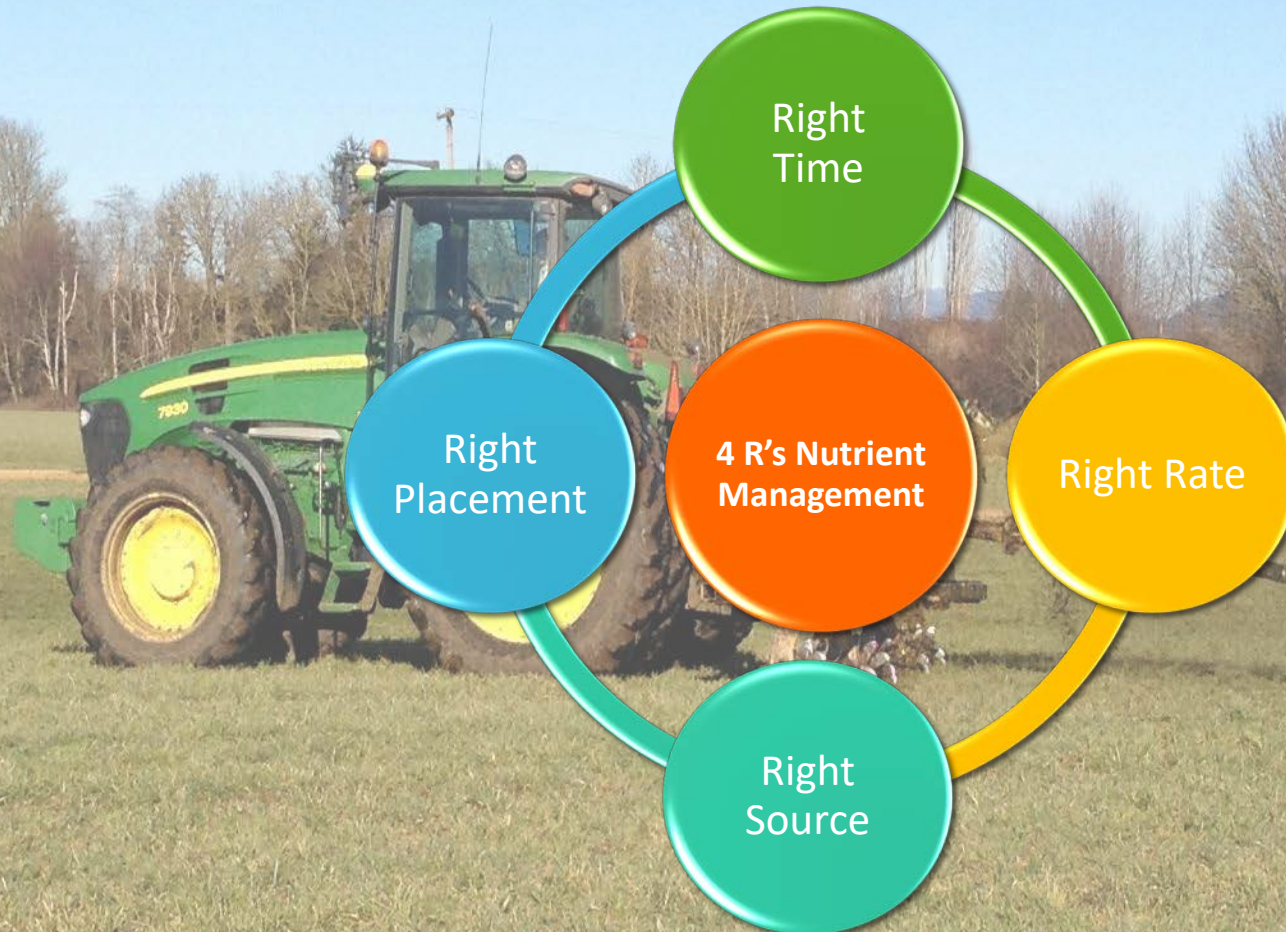 Right
Time
7930
Right
Placement
4 R’s Nutrient
Management
Right Rate
Right
Source